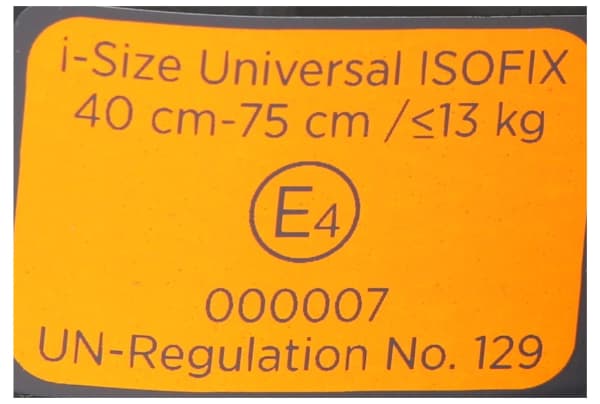 i-Size Universal ISOFIX
40 cm-75 cm /≤13 kg
E4
000007
UN-Regulation No. 129